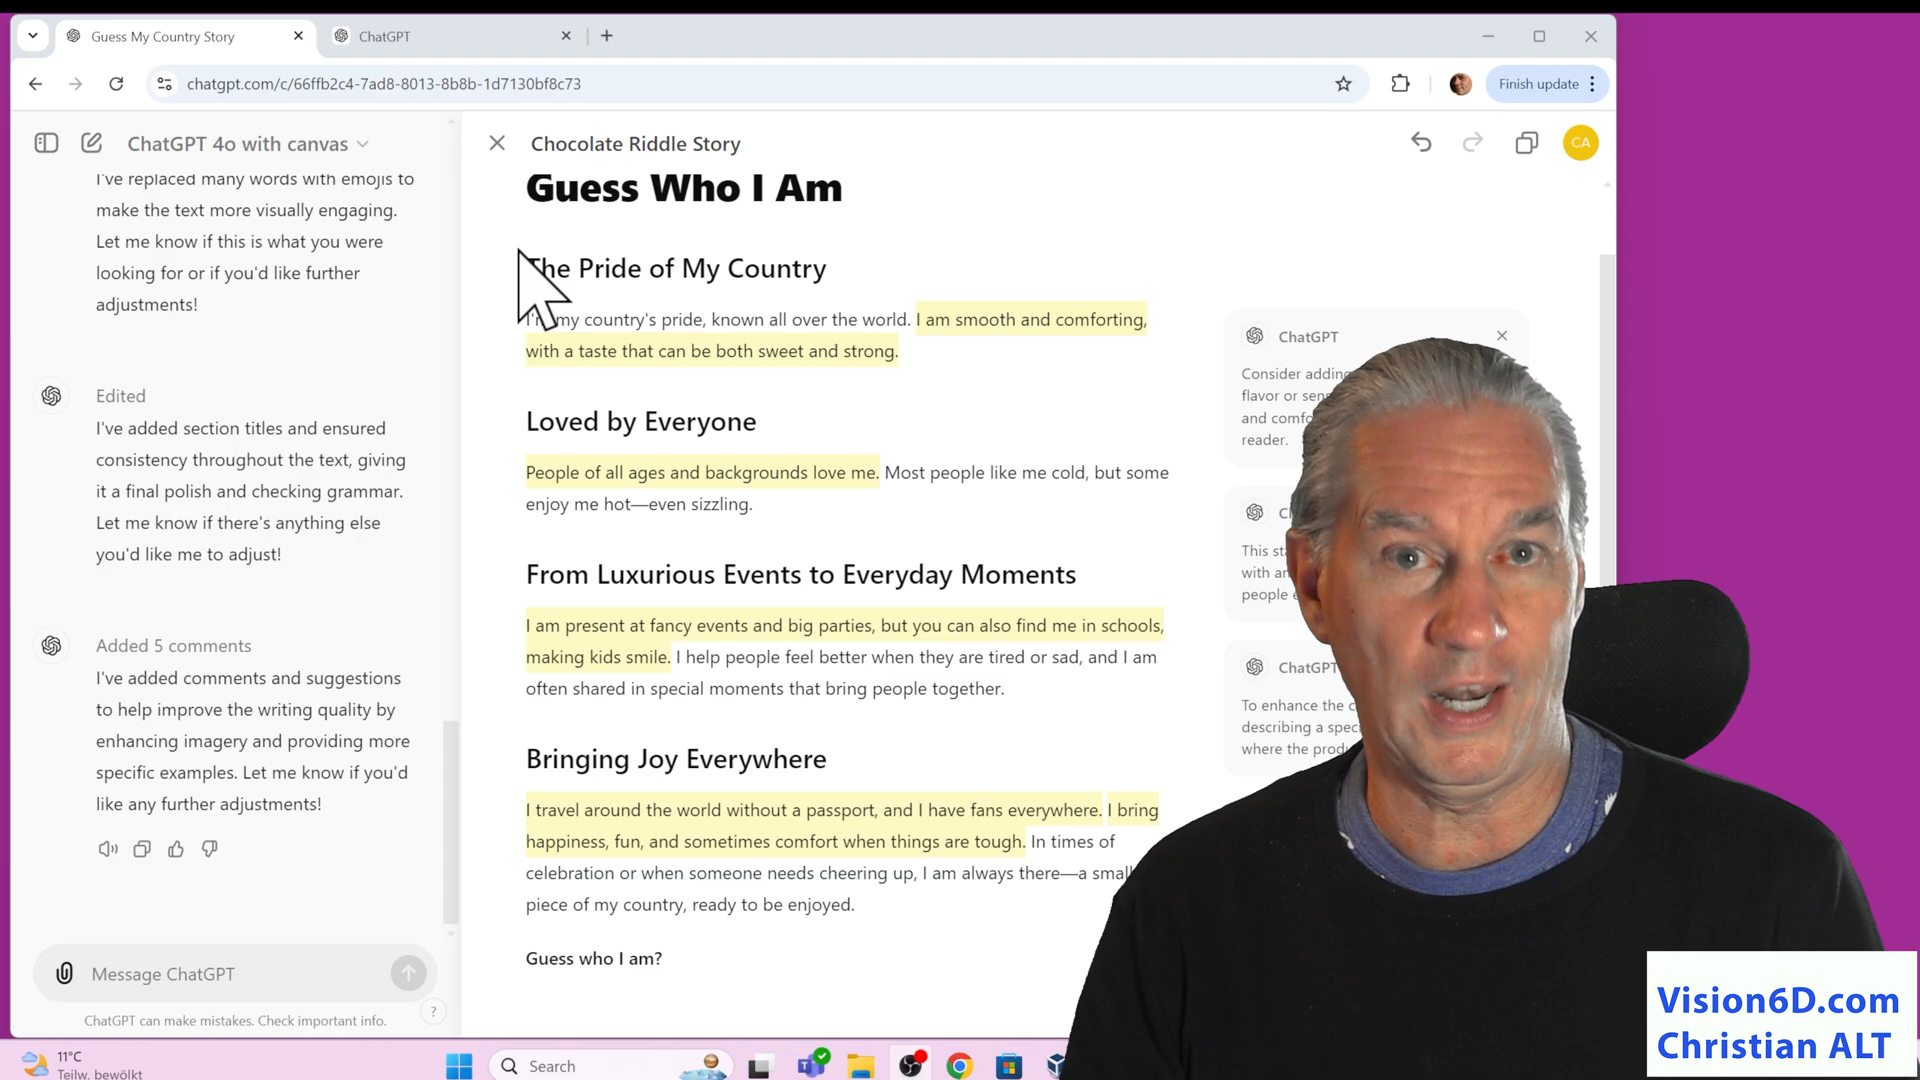 Guess My Country Story
ChatGPT
chatgpt.com/c/66ffb2c4-7ad8-8013-8b8b-1d7130bf8c73
Finish update
ChatGPT 4o with canvas
I've replaced many words with emojis to
make the text more visually engaging.
Let me know if this is what you were
looking for or if you'd like further
adjustments!
Edited
I've added section titles and ensured
consistency throughout the text, giving
it a final polish and checking grammar.
Let me know if there's anything else
you'd like me to adjust!
Added 5 comments
I've added comments and suggestions
to help improve the writing quality by
enhancing imagery and providing more
specific examples. Let me know if you'd
like any further adjustments!
Message ChatGPT
ChatGPT can make mistakes. Check important info.
?
Chocolate Riddle Story
CA
Guess Who I Am
The Pride of My Country
I'm my country's pride, known all over the world. I am smooth and comforting,
with a taste that can be both sweet and strong.
Loved by Everyone
People of all ages and backgrounds love me. Most people like me cold, but some
enjoy me hot—even sizzling.
From Luxurious Events to Everyday Moments
I am present at fancy events and big parties, but you can also find me in schools,
making kids smile. I help people feel better when they are tired or sad, and I am
often shared in special moments that bring people together.
Bringing Joy Everywhere
I travel around the world without a passport, and I have fans everywhere. I bring
happiness, fun, and sometimes comfort when things are tough. In times of
celebration or when someone needs cheering up, I am always there—a small
piece of my country, ready to be enjoyed.
Guess who I am?
ChatGPT
Consider adding
flavor or
and
reader.
This
with
people
ChatGPT
To enhance the
describing a
where the
Vision6D.com
Christian ALT
11°C
Teilw. bewölkt
Search